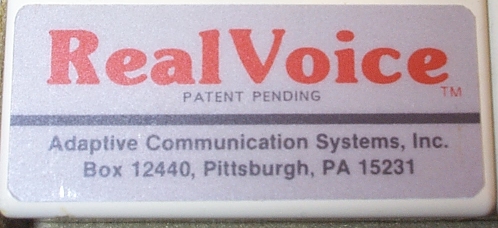 RealVoice
TM
PATENT PENDING
Adaptive Communication Systems, Inc.
Box 12440, Pittsburgh, PA 15231